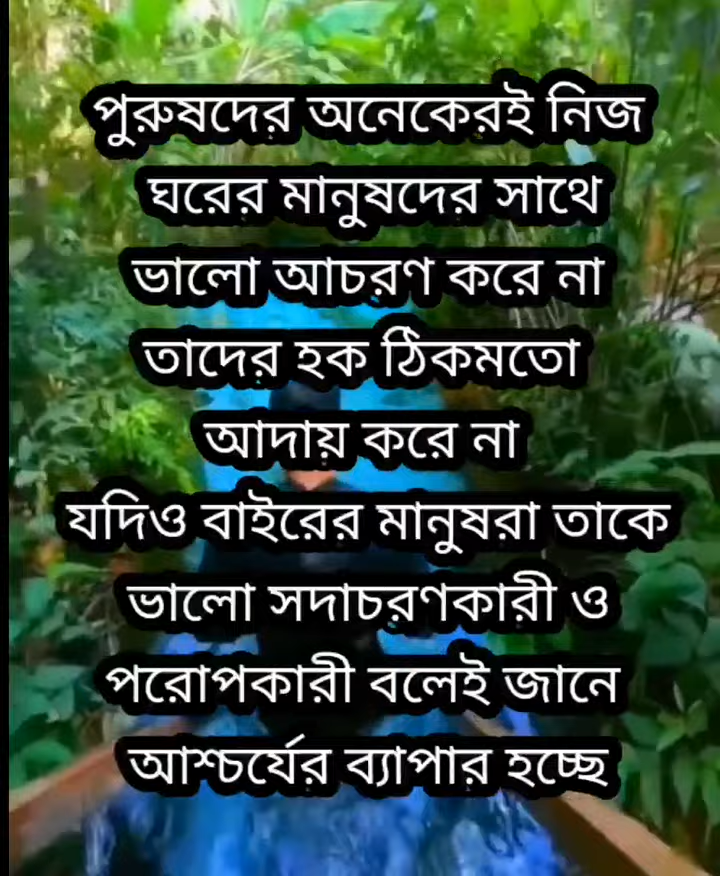 পুরুষদের অনেকেরই নিজ
ঘরের মানুষদের সাথে
ভালো আচরণ করে না
তাদের হক ঠিকমতো
আদায় করে না
যদিও বাইরের মানুষরা তাকে
ভালো সদাচরণকারী ও
পরোপকারী বলেই জানে
আশ্চর্যের ব্যাপার হচ্ছে